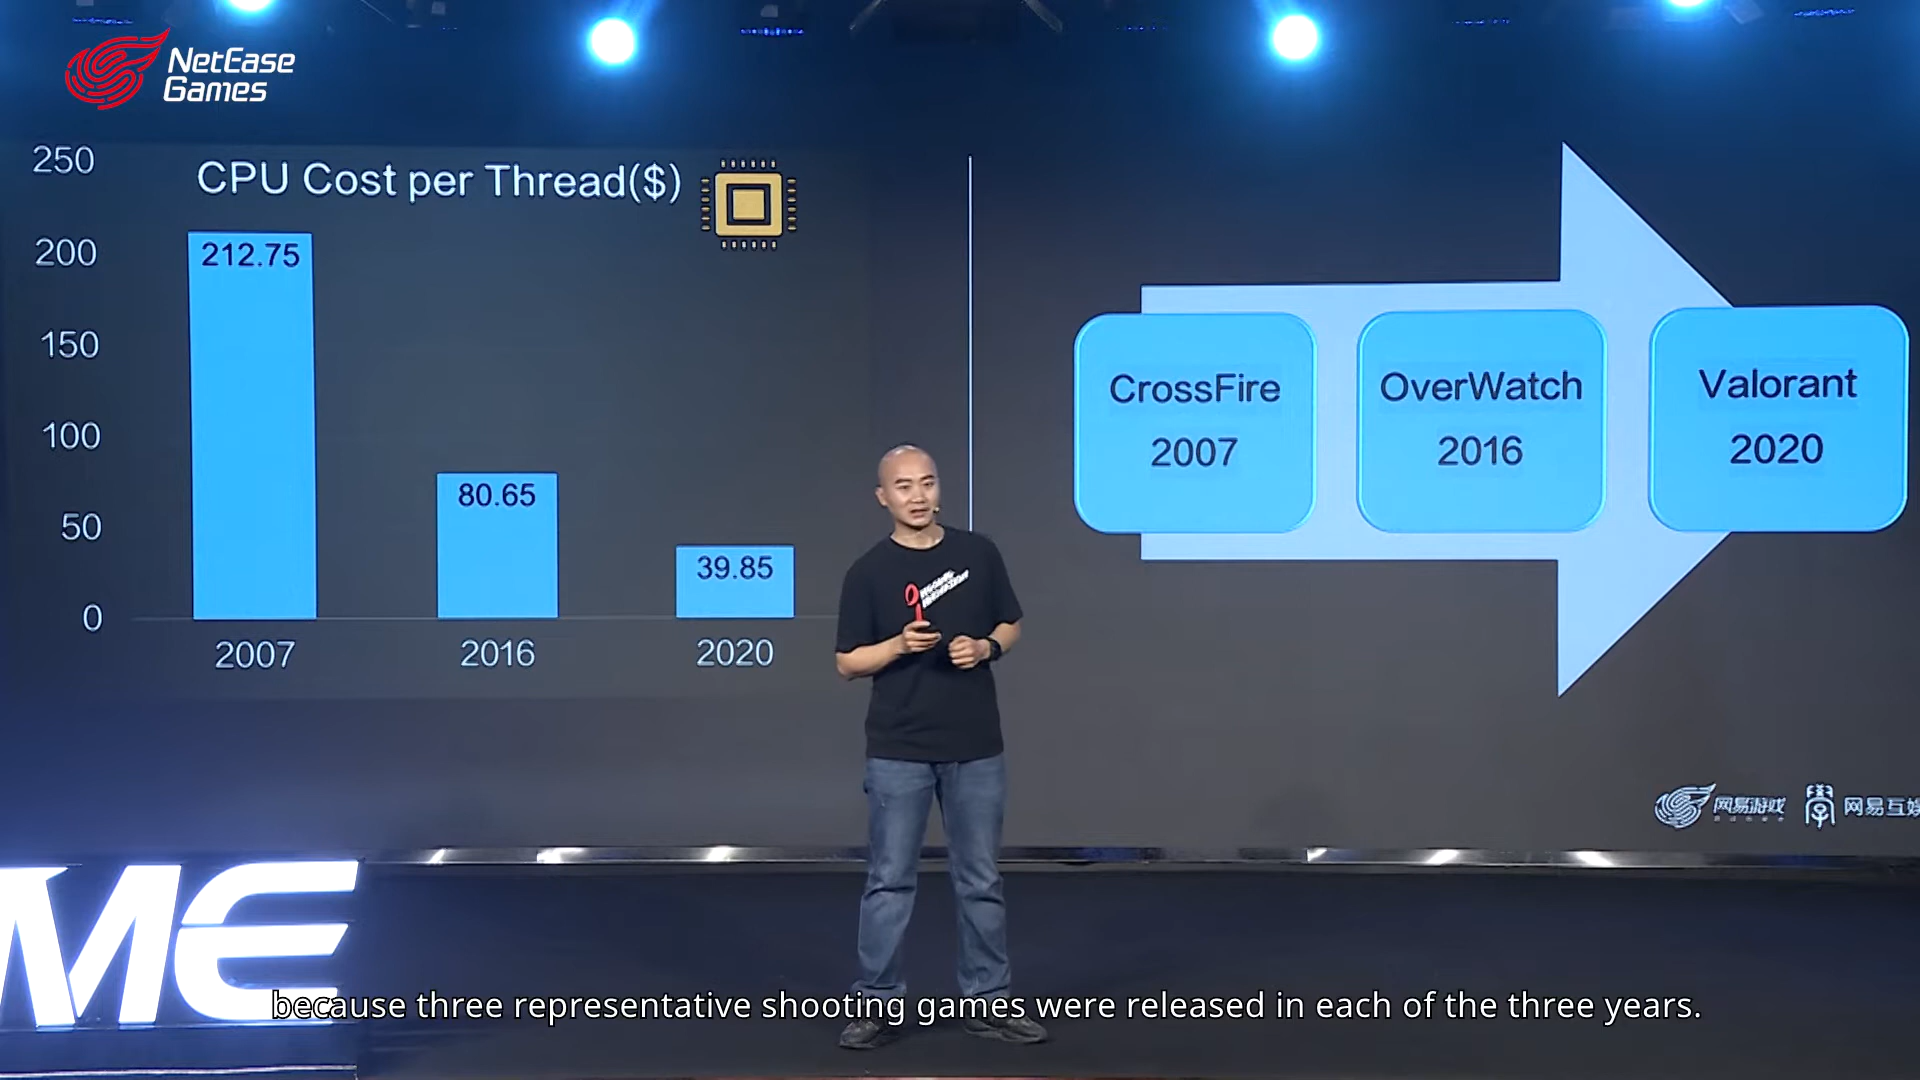 NetEase
Games
CPU Cost per Thread($)
250
200
150
100
50
0
212.75
80.65
39.85
2007
2016
2020
CrossFire
2007
OverWatch
2016
Valorant
2020
网易游戏
网易互娱
ME
because three representative shooting games were released in each of the three years.